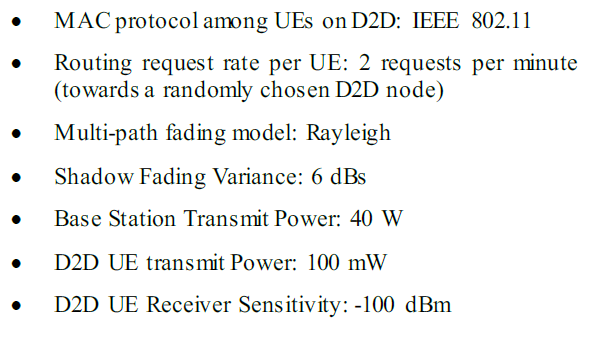 • MAC protocol among UEs on D2D: IEEE 802.11
• Routing request rate per UE: 2 requests per minute
(towards a randomly chosen D2D node)
• Multi-path fading model: Rayleigh
• Shadow Fading Variance: 6 dBs
• Base Station Transmit Power: 40 W
• D2D UE transmit Power: 100 mW
• D2D UE Receiver Sensitivity: -100 dBm